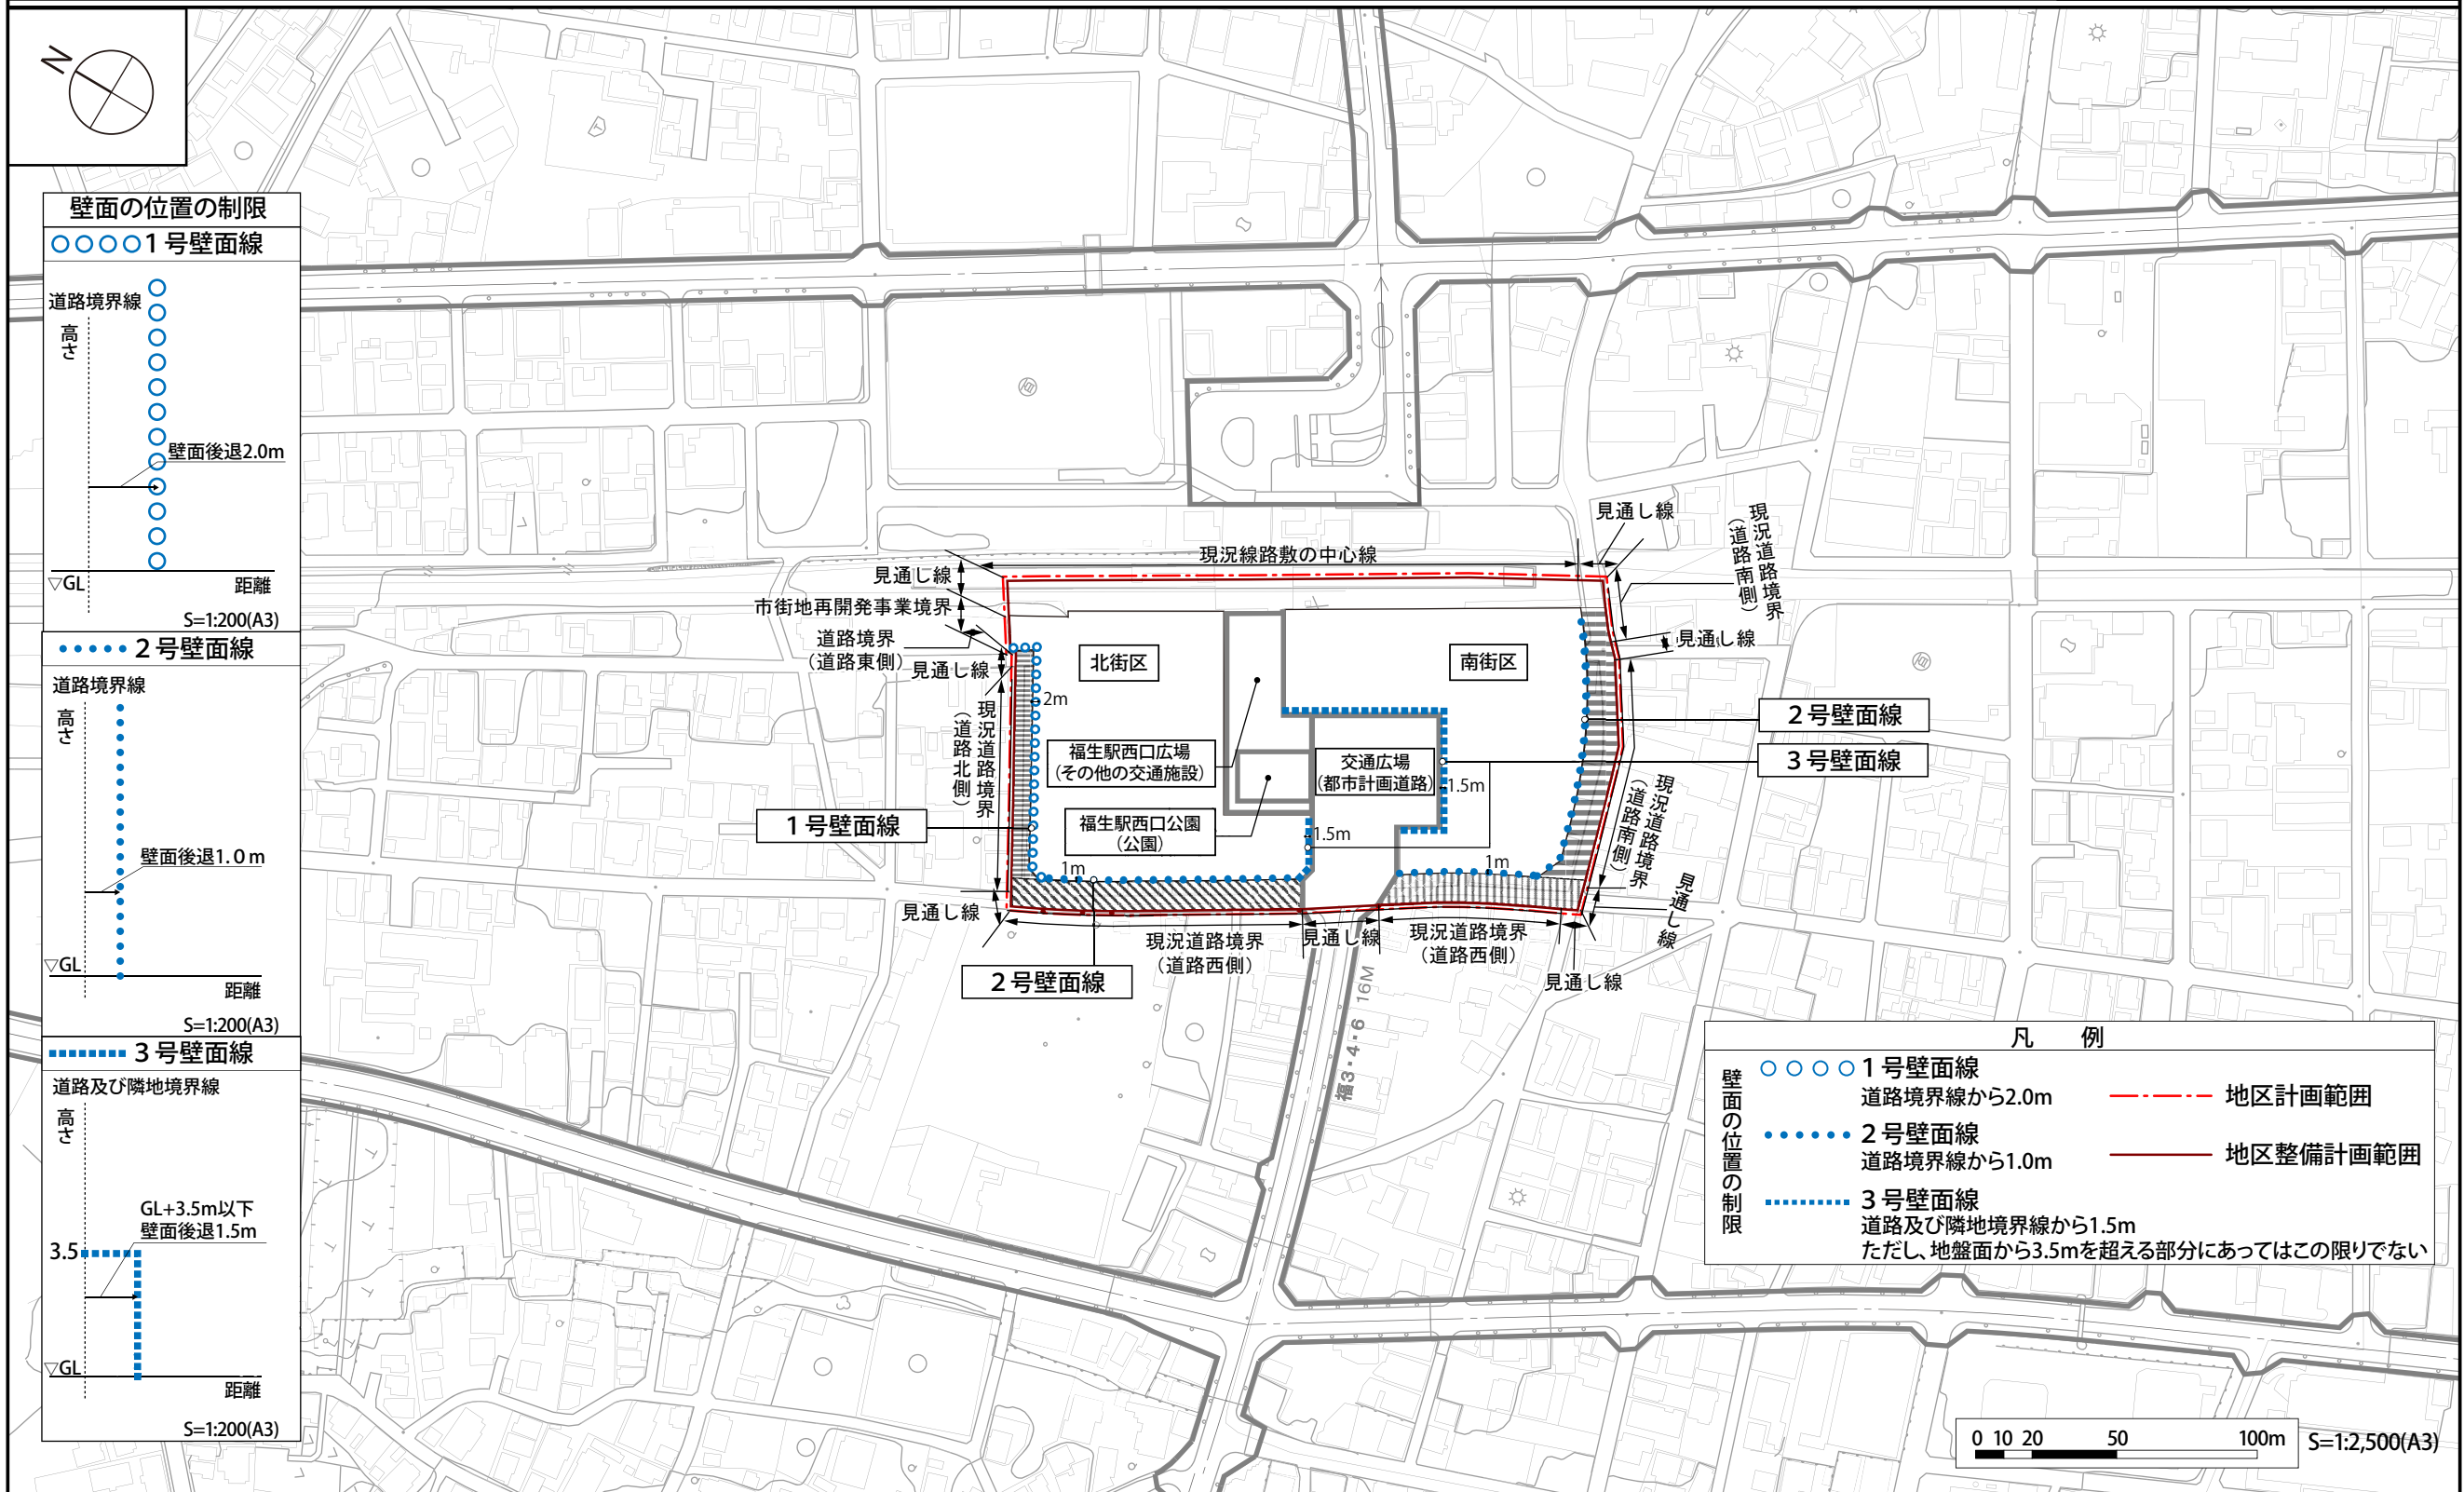 N
壁面の位置の制限
１号壁面線
道路境界線
高さ
壁面後退2.0m
▽GL
距離
S=1:200(A3)
２号壁面線
道路境界線
高さ
壁面後退1.0m
▽GL
距離
S=1:200(A3)
３号壁面線
道路及び隣地境界線
高さ
GL+3.5m以下
壁面後退1.5m
3.5
▽GL
距離
S=1:200(A3)
現況線路敷の中心線
見通し線
見通し線
現況道路境界
（道路南側）
市街地再開発事業境界
道路境界
（道路東側）
見通し線
見通し線
北街区
南街区
2m
現況道路境界
（道路北側）
２号壁面線
３号壁面線
福生駅西口広場
（その他の交通施設）
交通広場
（都市計画道路）
1.5m
現況道路境界
（道路南側）
１号壁面線
福生駅西口公園
（公園）
1.5m
1m
1m
見通し線
見通し線
現況道路境界
（道路西側）
見通し線
現況道路境界
（道路西側）
見通し線
２号壁面線
福3・4・6 16M
凡　例
壁面の位置の制限
１号壁面線
道路境界線から2.0m
２号壁面線
道路境界線から1.0m
３号壁面線
道路及び隣地境界線から1.5m
ただし、地盤面から3.5mを超える部分にあってはこの限りでない
地区計画範囲
地区整備計画範囲
0 10 20 50 100m
S=1:2,500(A3)